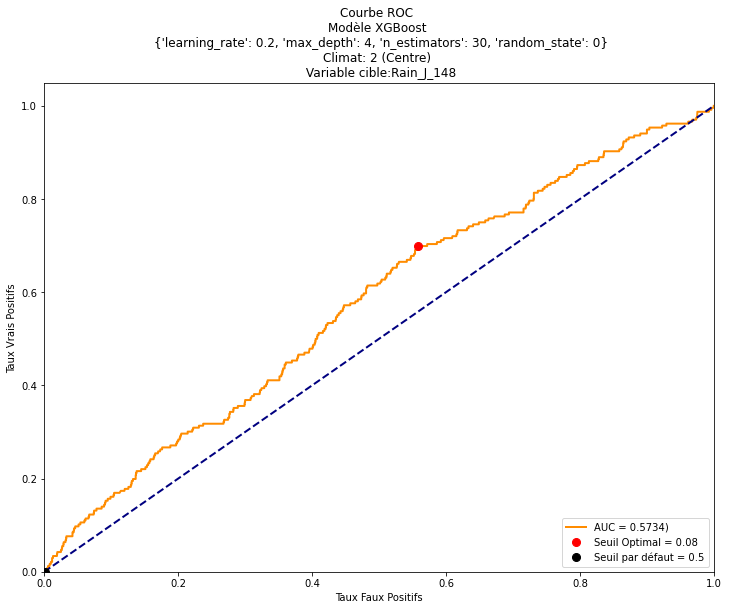 Courbe ROC
Modèle XGBoost
{'learning_rate': 0.2, 'max_depth': 4, 'n_estimators': 30, 'random_state': 0}
Climat: 2 (Centre)
Variable cible:Rain_J_148
1.0
0.8
0.6
0.4
0.2
0.0
Taux Vrais Positifs
AUC = 0.5734)
Seuil Optimal = 0.08
Seuil par défaut = 0.5
0.0 0.2 0.4 0.6 0.8 1.0
Taux Faux Positifs